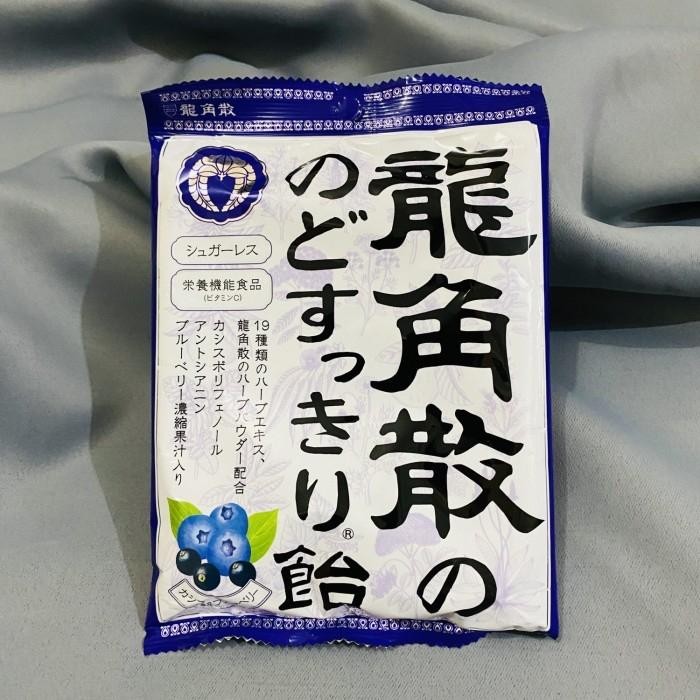 龍角散
龍角散の
のどすっきり飴®
シュガーレス
栄養機能食品
(ビタミンC)
19種類のハーブエキス、
龍角散のハーブパウダー配合
カシスポリフェノール
アントシアニン
ブルーベリー濃縮果汁入り